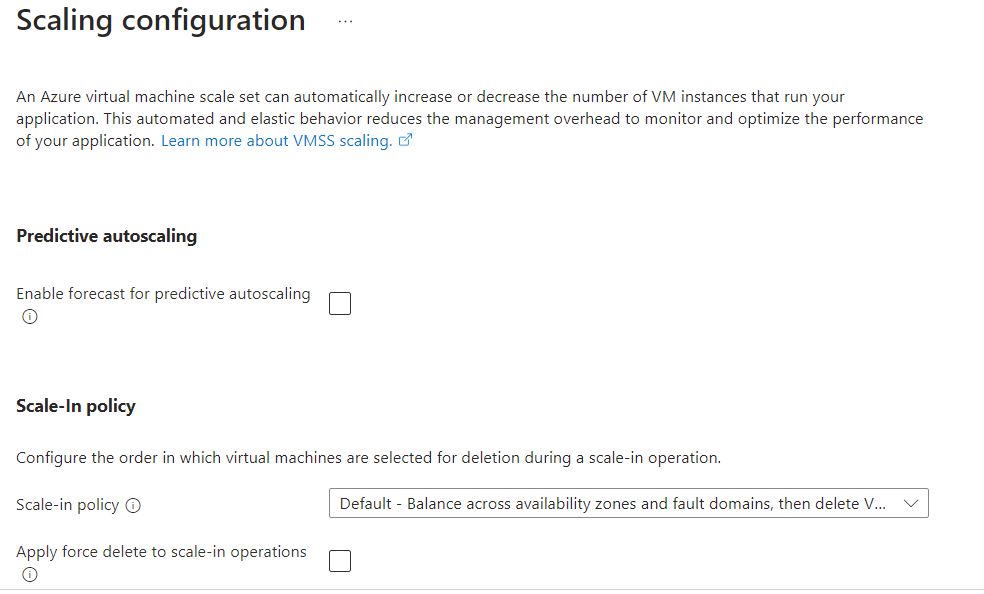 Scaling configuration ...
An Azure virtual machine scale set can automatically increase or decrease the number of VM instances that run your
application. This automated and elastic behavior reduces the management overhead to monitor and optimize the performance
of your application. Learn more about VMSS scaling.
Predictive autoscaling
Enable forecast for predictive autoscaling
Scale-In policy
Configure the order in which virtual machines are selected for deletion during a scale-in operation.
Scale-in policy
Default - Balance across availability zones and fault domains, then delete V...
Apply force delete to scale-in operations